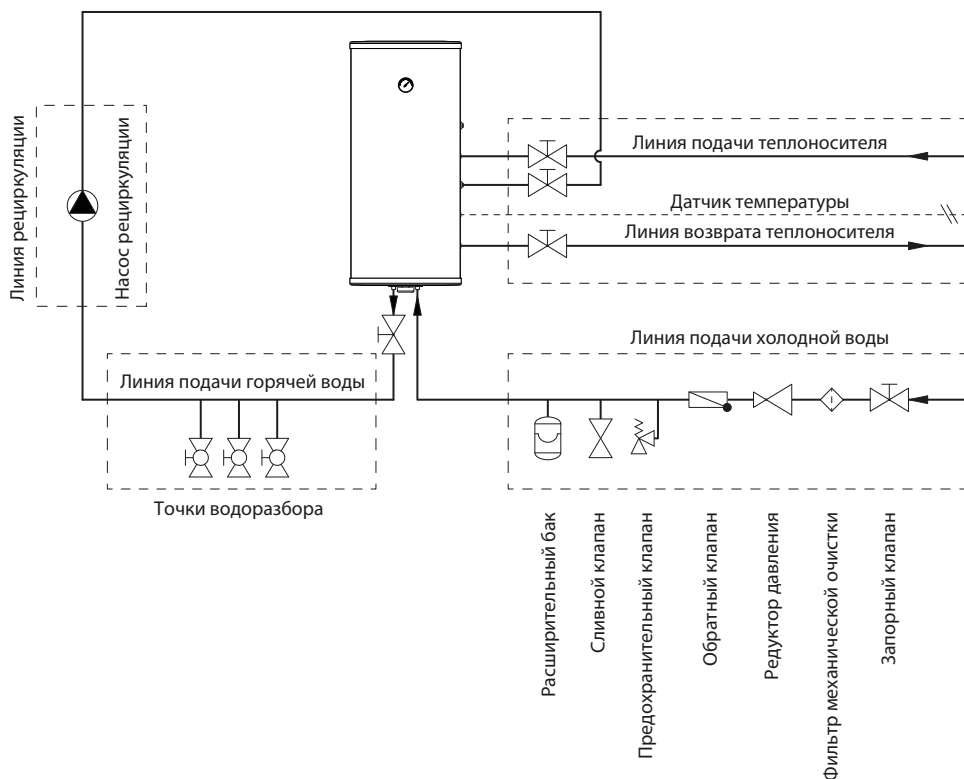 Линия рециркуляции
Насос рециркуляции
Линия подачи теплоносителя
Датчик температуры
Линия возврата теплоносителя
Линия подачи холодной воды
Линия подачи горячей воды
Точки водоразбора
Расширительный бак
Сливной клапан
Предохранительный клапан
Обратный клапан
Редуктор давления
Фильтр механической очистки
Запорный клапан